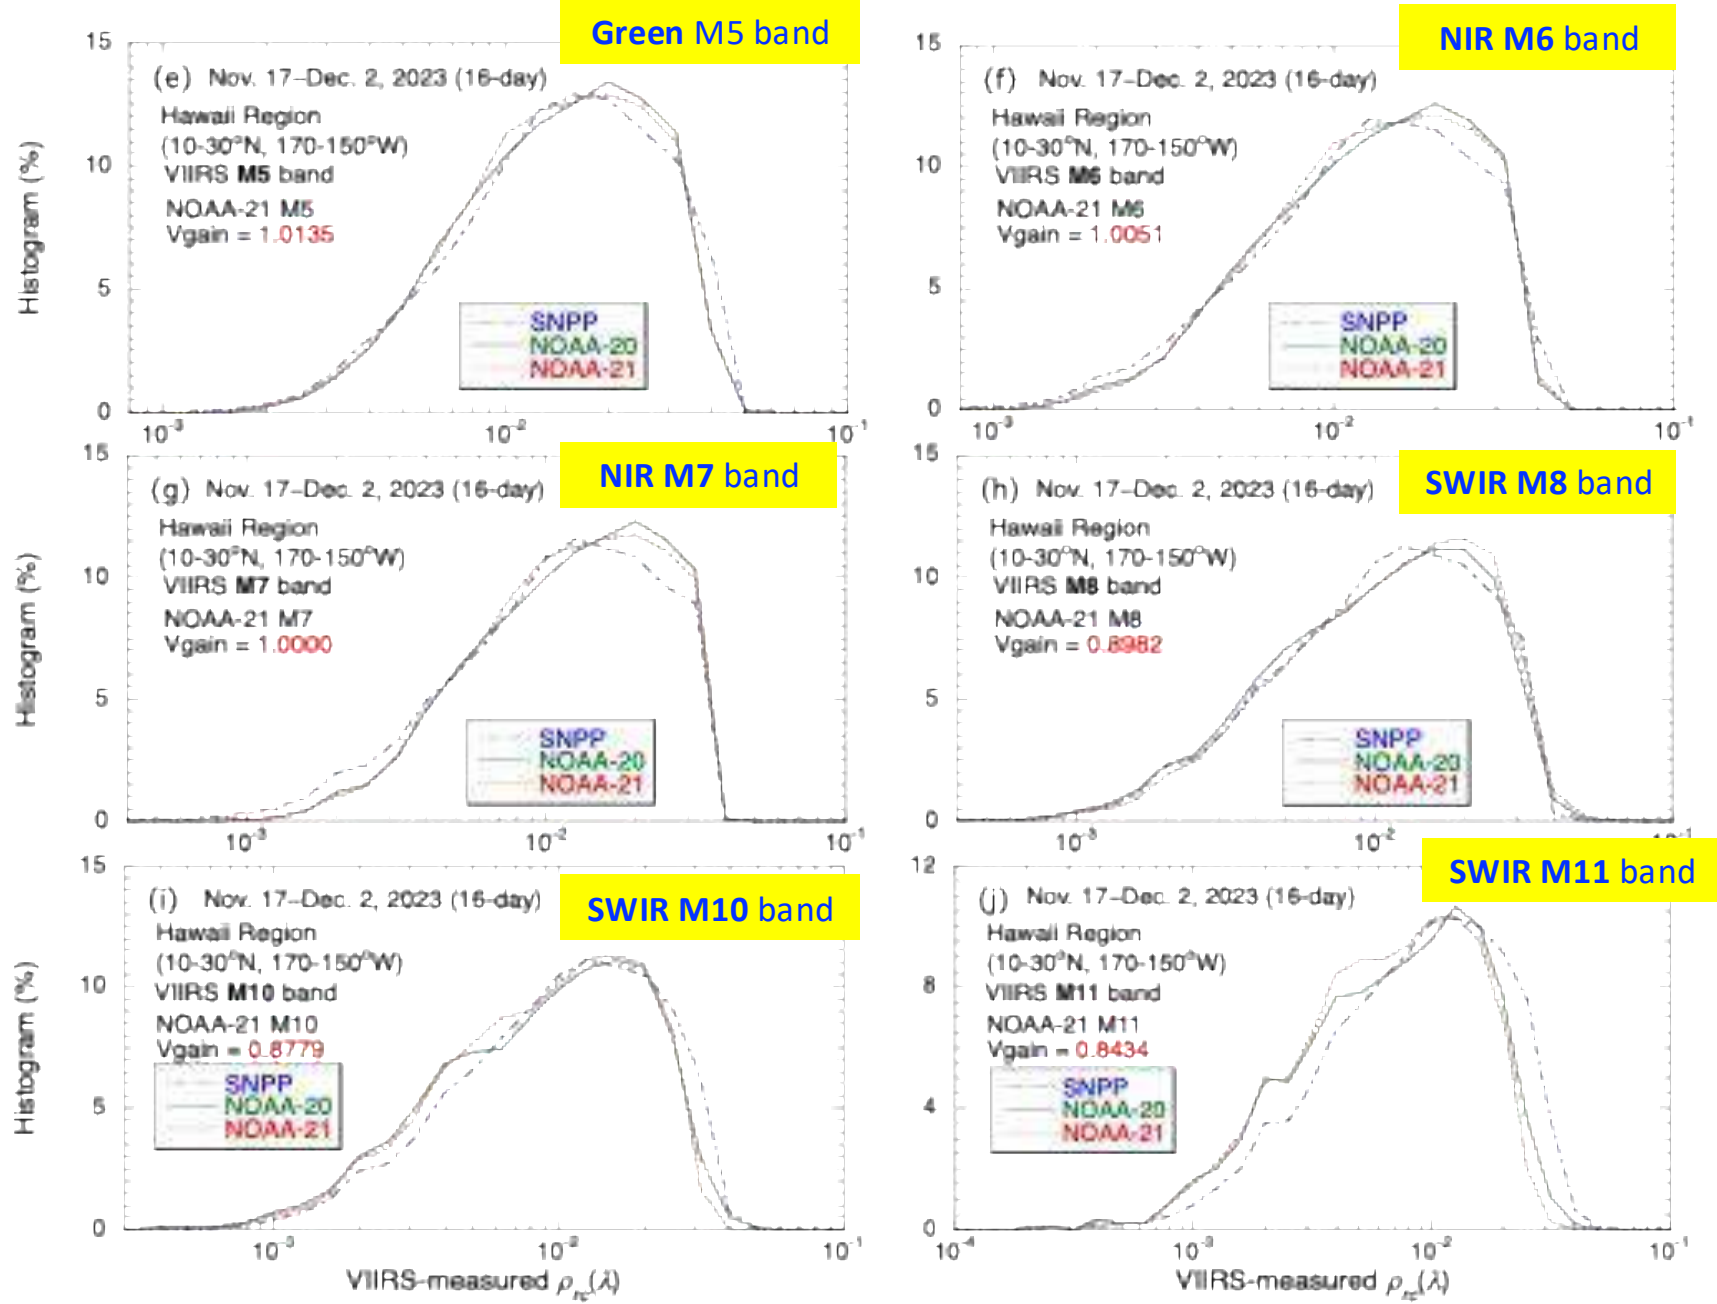 Green M5 band
15
(e) Nov. 17–Dec. 2, 2023 (16-day)
Hawaii Region
(10-30°N, 170-150°W)
VIIRS M5 band
NOAA-21 M5
Vgain = 1.0135
10
5
0
Histogram (%)
SNPP
NOAA-20
NOAA-21
10⁻³
10⁻²
10⁻¹
NIR M6 band
15
(f) Nov. 17–Dec. 2, 2023 (16-day)
Hawaii Region
(10-30°N, 170-150°W)
VIIRS M6 band
NOAA-21 M6
Vgain = 1.0051
10
5
0
SNPP
NOAA-20
NOAA-21
10⁻³
10⁻²
10⁻¹
NIR M7 band
15
(g) Nov. 17–Dec. 2, 2023 (16-day)
Hawaii Region
(10-30°N, 170-150°W)
VIIRS M7 band
NOAA-21 M7
Vgain = 1.0000
10
5
0
Histogram (%)
SNPP
NOAA-20
NOAA-21
10⁻³
10⁻²
10⁻¹
SWIR M8 band
15
(h) Nov. 17–Dec. 2, 2023 (16-day)
Hawaii Region
(10-30°N, 170-150°W)
VIIRS M8 band
NOAA-21 M8
Vgain = 0.8982
10
5
0
SNPP
NOAA-20
NOAA-21
10⁻³
10⁻²
10⁻¹
SWIR M10 band
15
(i) Nov. 17–Dec. 2, 2023 (16-day)
Hawaii Region
(10-30°N, 170-150°W)
VIIRS M10 band
NOAA-21 M10
Vgain = 0.8779
10
5
0
Histogram (%)
SNPP
NOAA-20
NOAA-21
10⁻³
10⁻²
10⁻¹
VIIRS-measured ρrc(λ)
SWIR M11 band
12
(j) Nov. 17–Dec. 2, 2023 (16-day)
Hawaii Region
(10-30°N, 170-150°W)
VIIRS M11 band
NOAA-21 M11
Vgain = 0.8434
8
4
0
SNPP
NOAA-20
NOAA-21
10⁻⁴
10⁻³
10⁻²
10⁻¹
VIIRS-measured ρrc(λ)